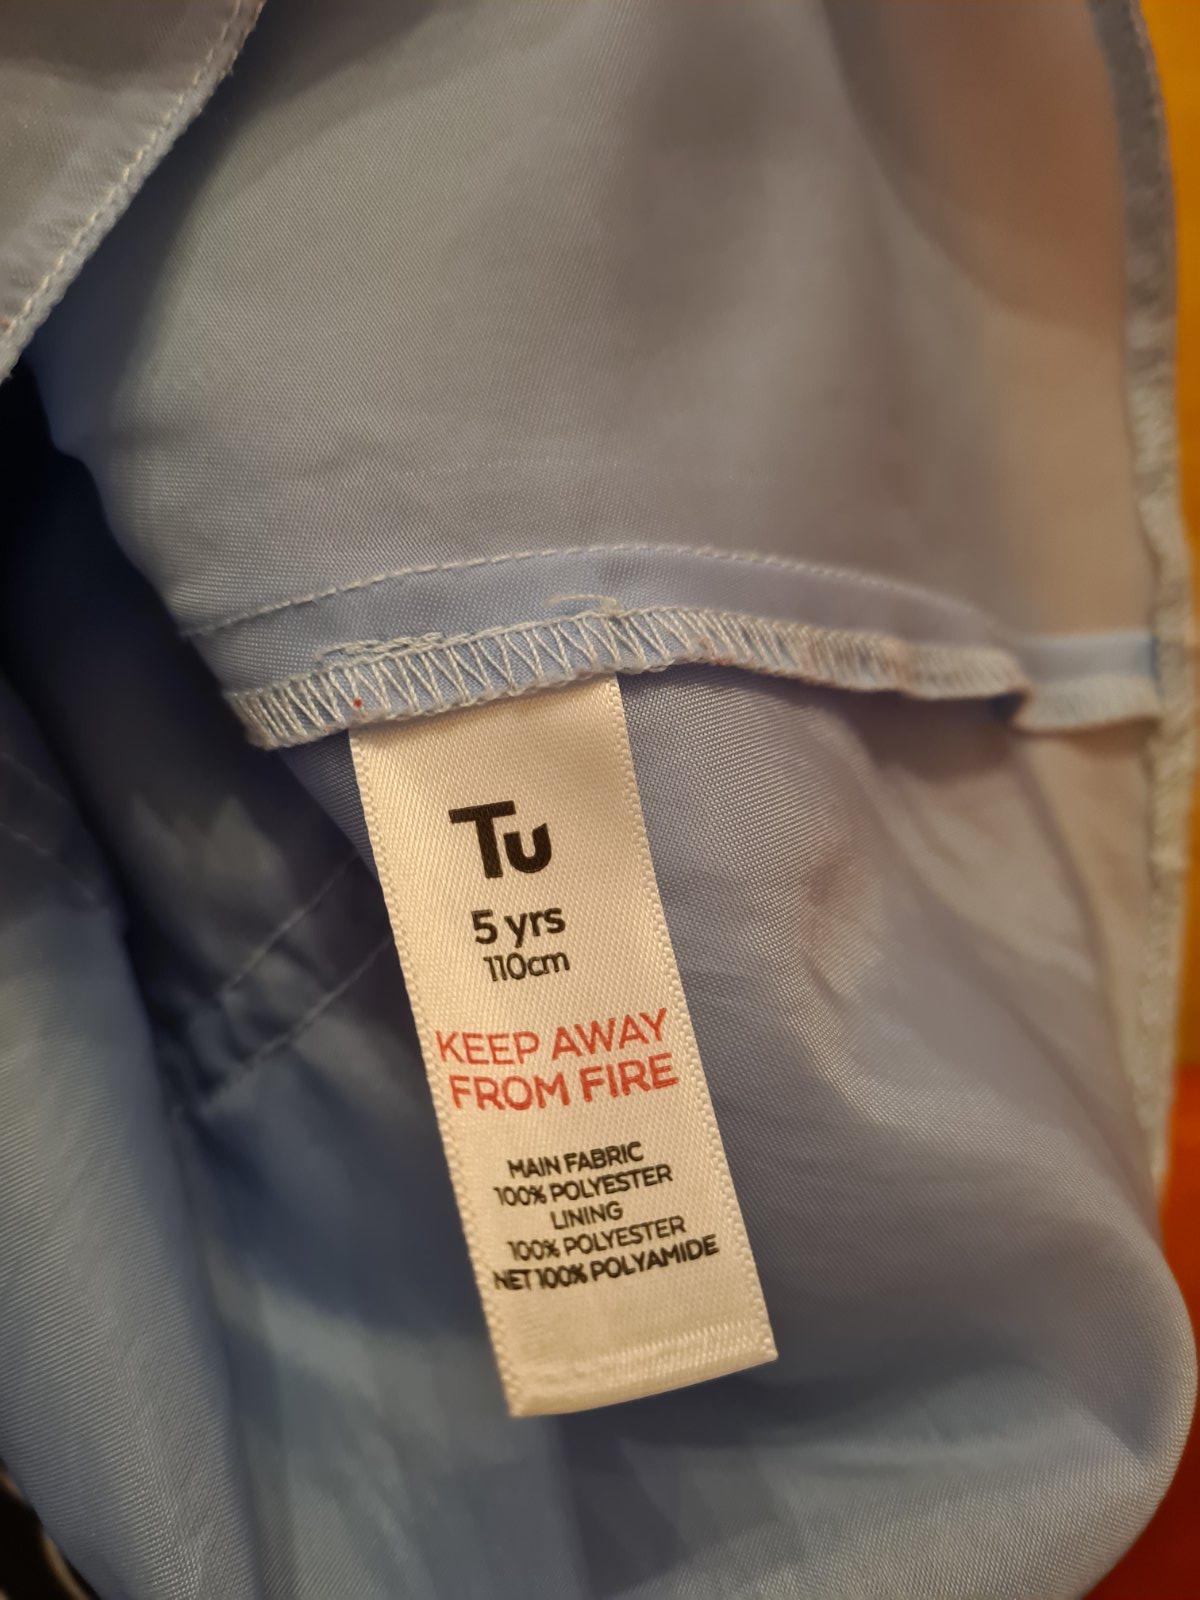 Tu
5 yrs
110cm
KEEP AWAY
FROM FIRE
MAIN FABRIC
100% POLYESTER
LINING
100% POLYESTER
NET 100% POLYAMIDE